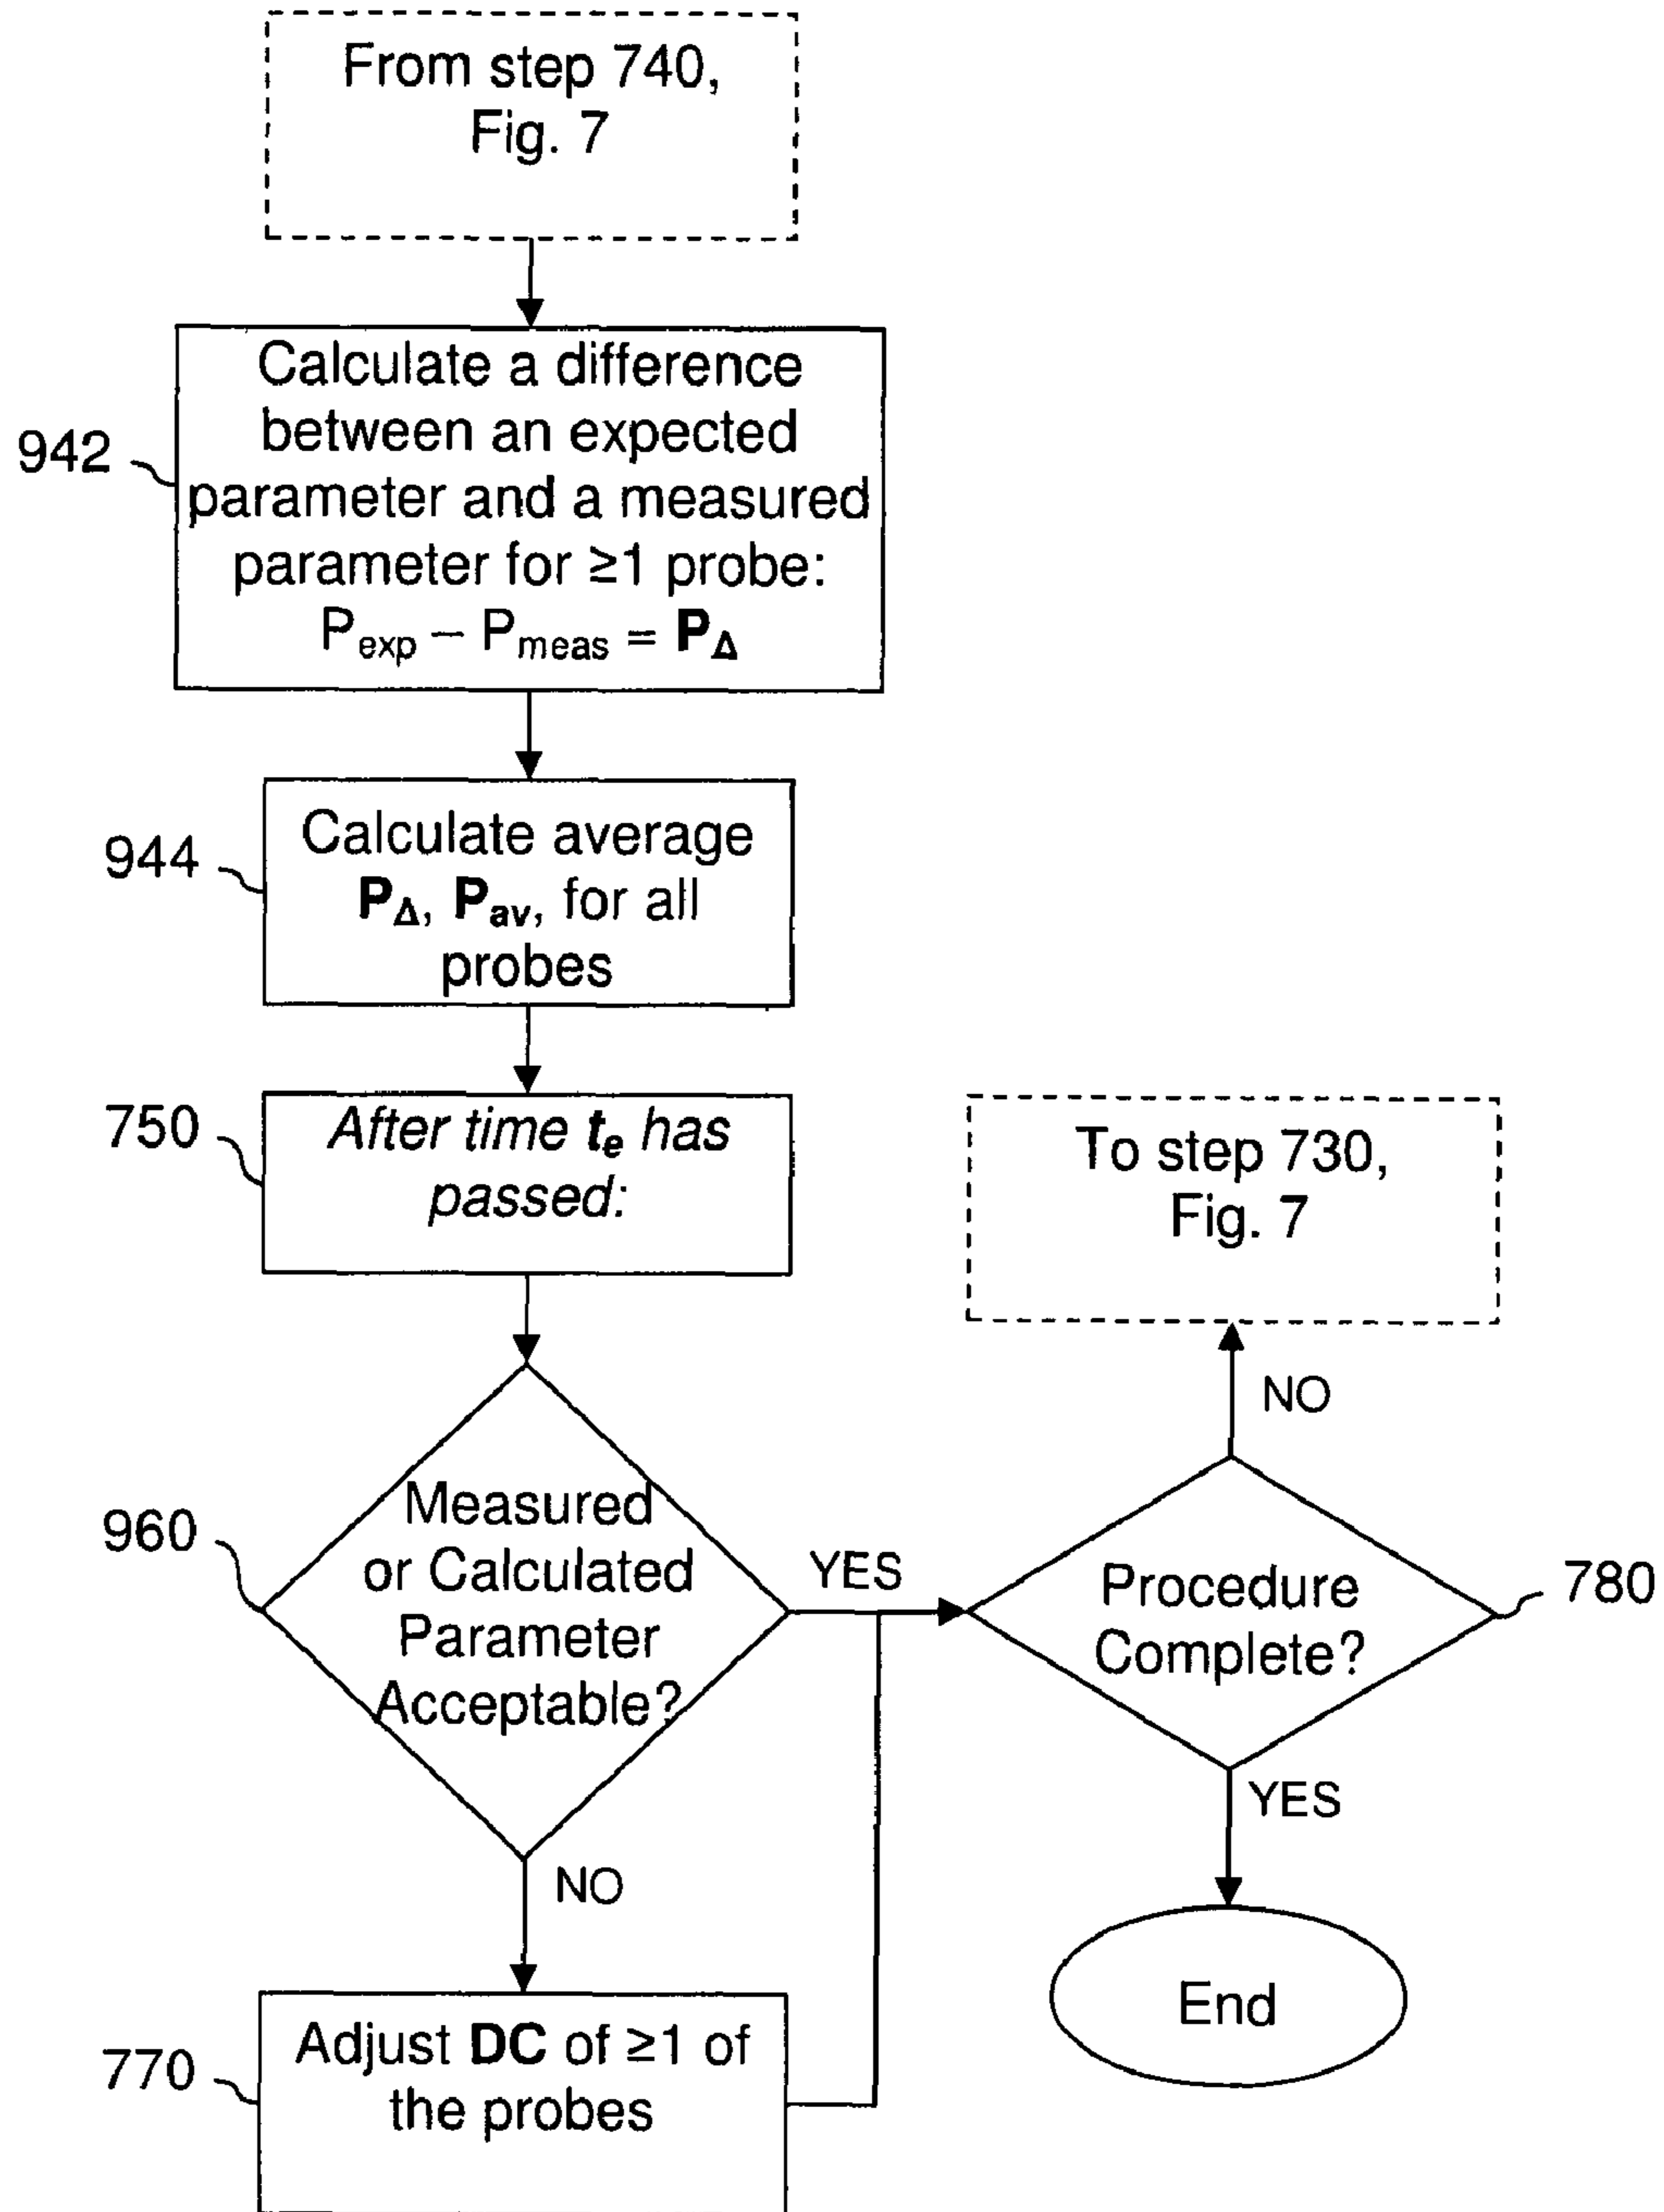 From step 740,
Fig. 7
942
Calculate a difference
between an expected
parameter and a measured
parameter for ≥1 probe:
Pexp – Pmeas = PΔ
944
Calculate average
PΔ, Pav, for all
probes
750
After time te has
passed:
To step 730,
Fig. 7
NO
960
Measured
or Calculated
Parameter
Acceptable?
YES
Procedure
Complete?
780
YES
NO
End
770
Adjust DC of ≥1 of
the probes